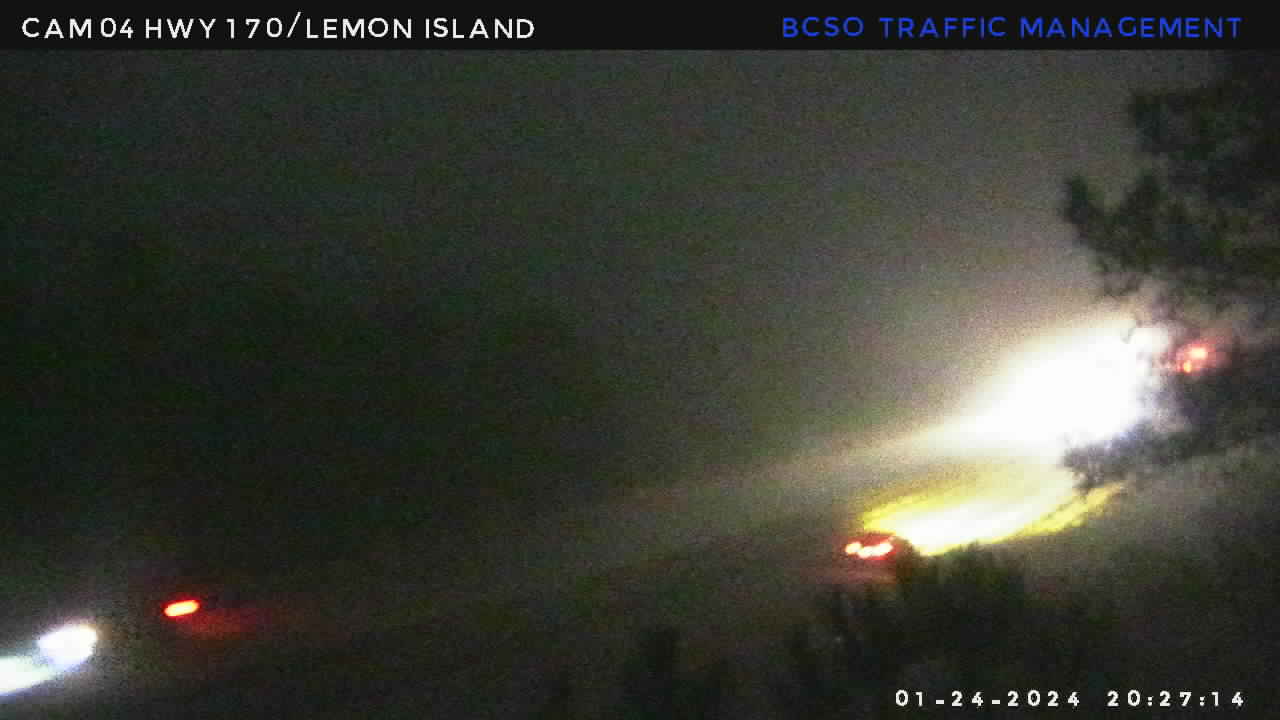 CAM04 HWY 170/LEMON ISLAND
BCSO TRAFFIC MANAGEMENT
01-24-2024 20:27:14